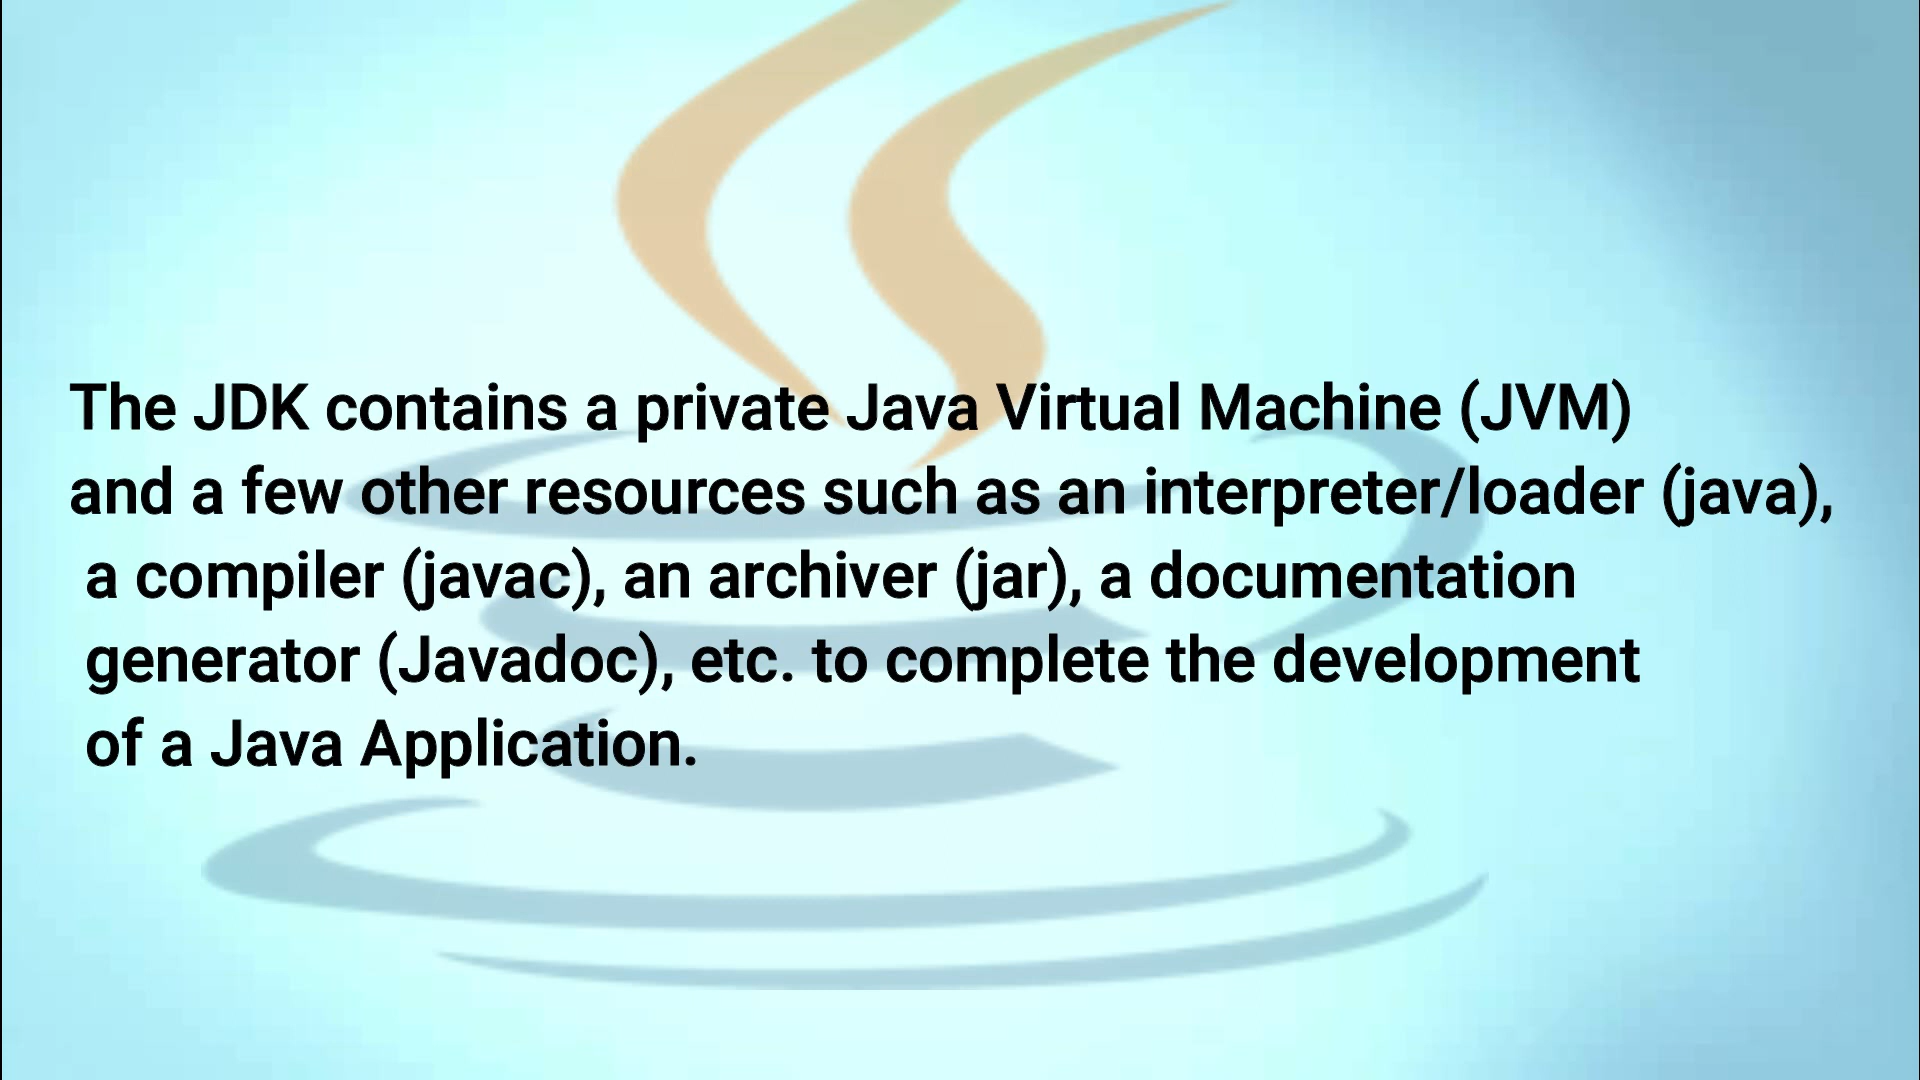 The JDK contains a private Java Virtual Machine (JVM)
and a few other resources such as an interpreter/loader (java),
a compiler (javac), an archiver (jar), a documentation
generator (Javadoc), etc. to complete the development
of a Java Application.